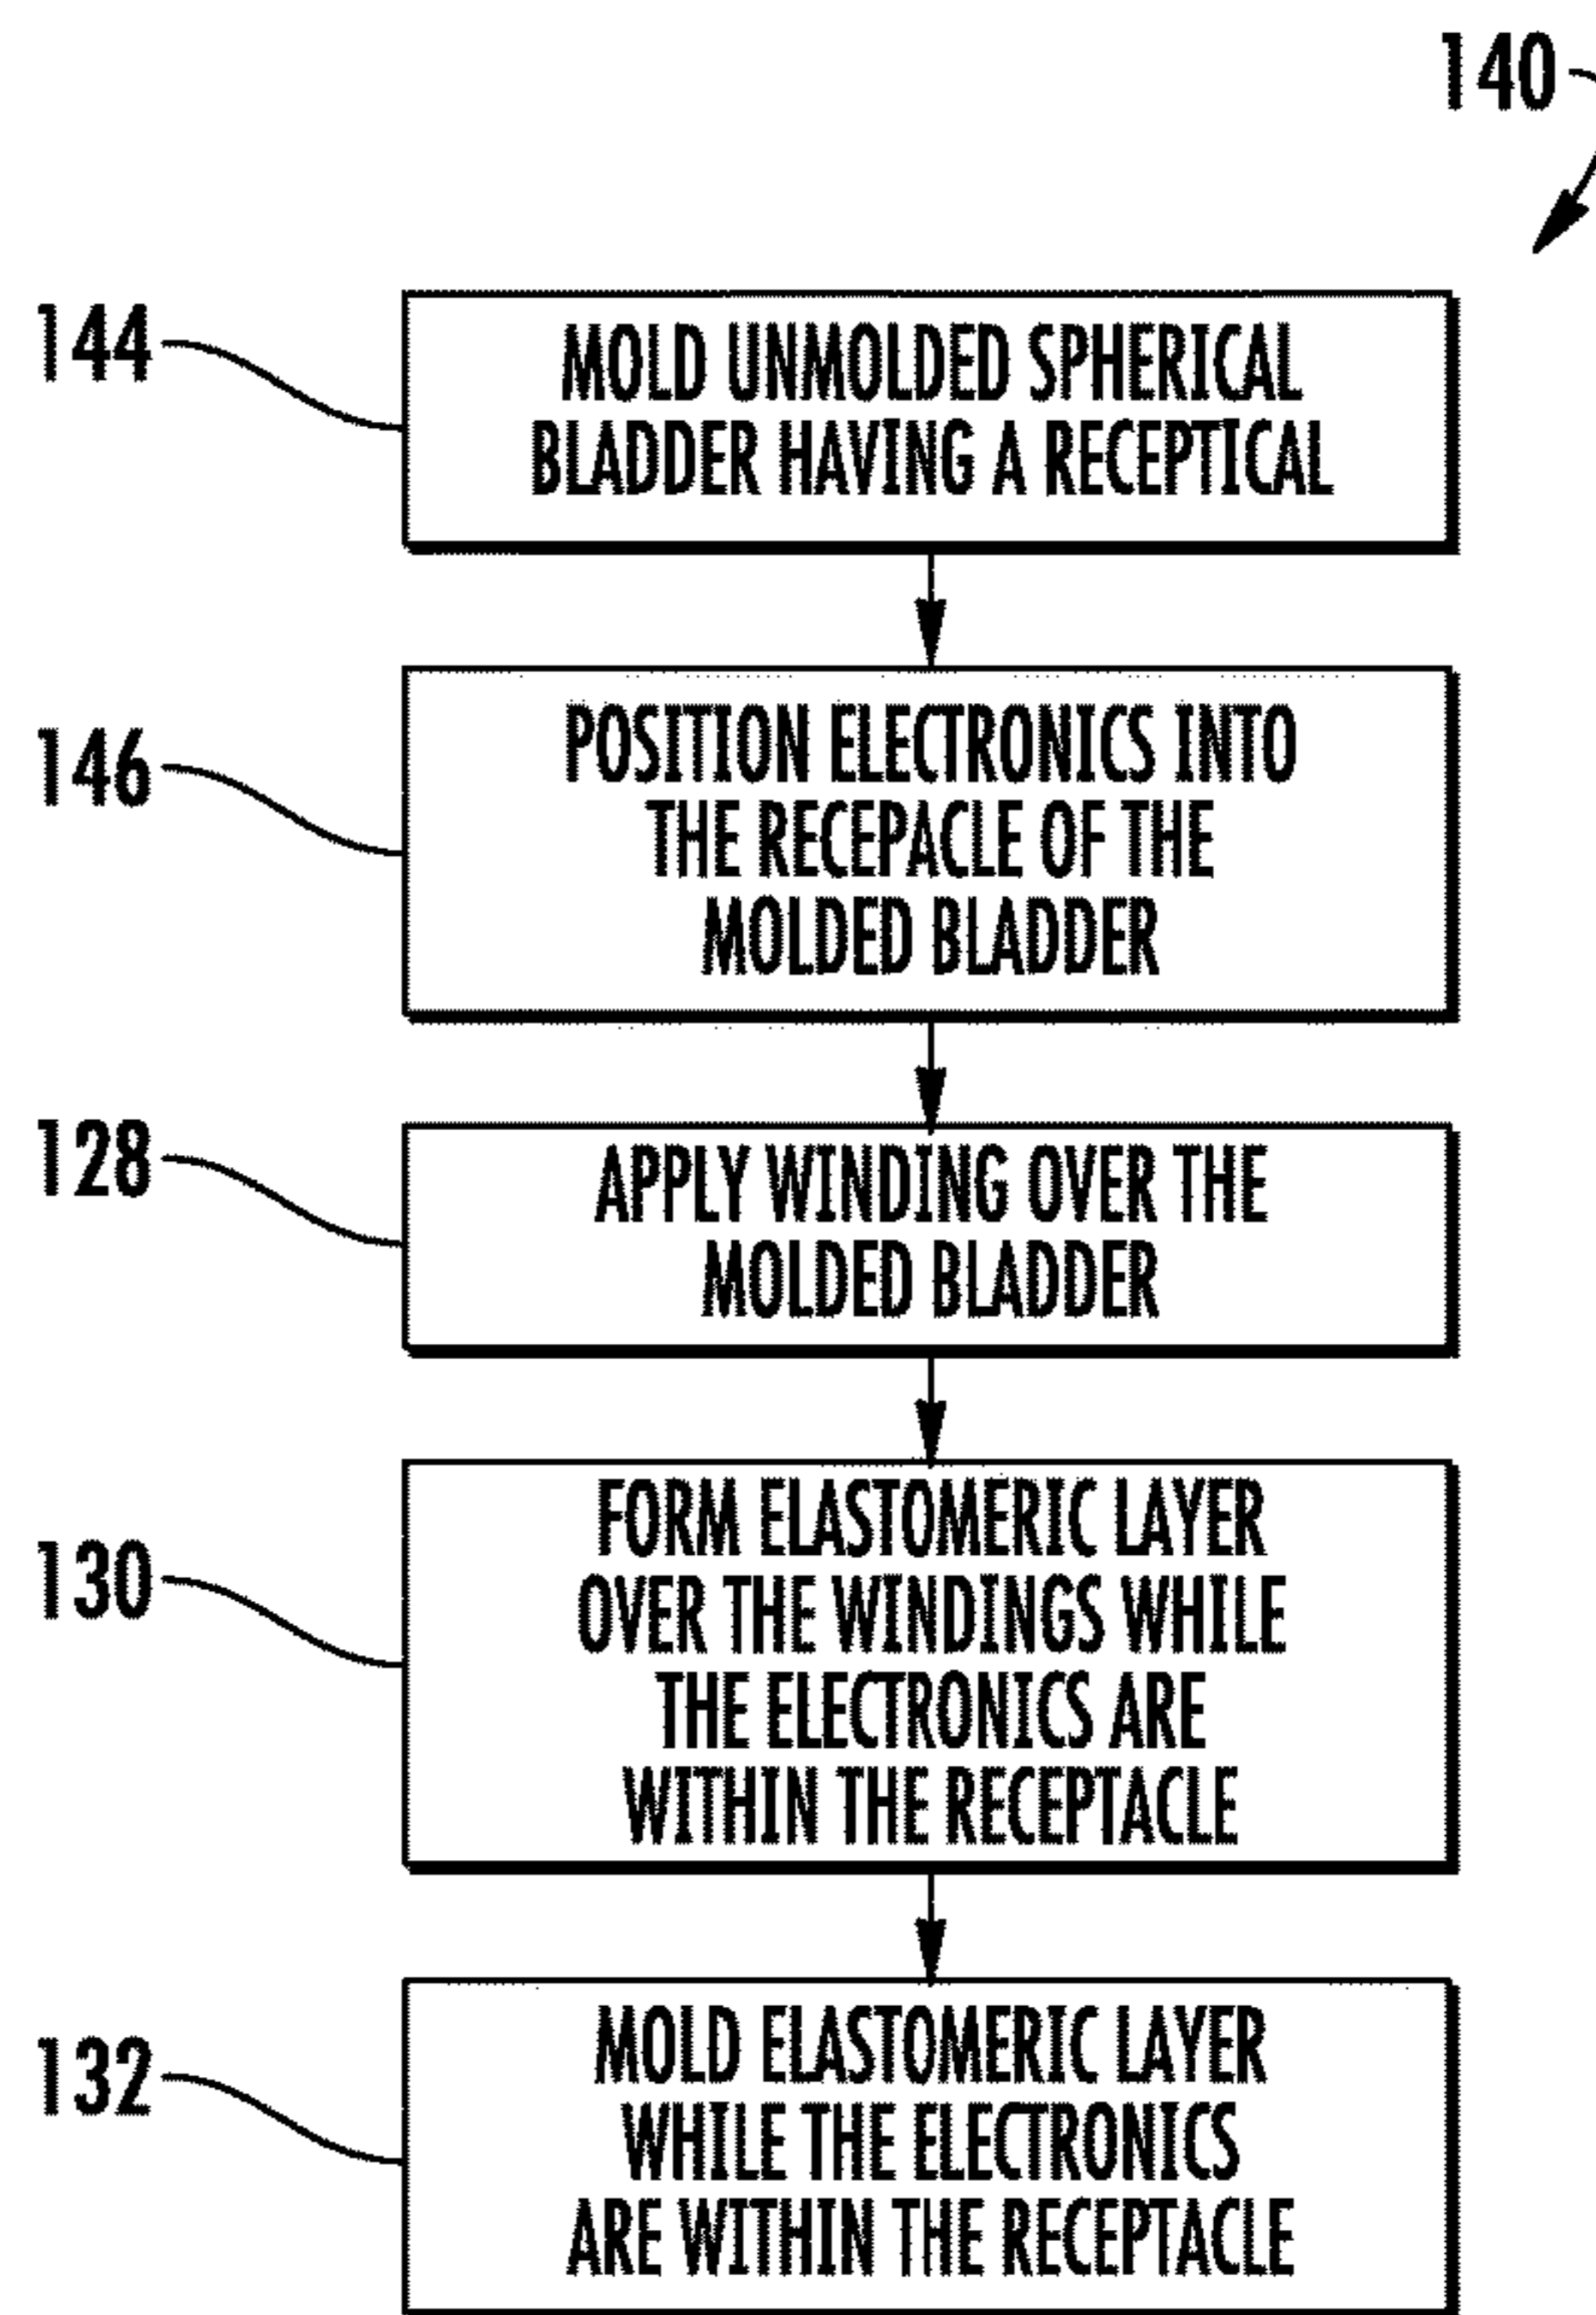 140
144
MOLD UNMOLDED SPHERICAL
BLADDER HAVING A RECEPTICAL
146
POSITION ELECTRONICS INTO
THE RECEPACLE OF THE
MOLDED BLADDER
128
APPLY WINDING OVER THE
MOLDED BLADDER
130
FORM ELASTOMERIC LAYER
OVER THE WINDINGS WHILE
THE ELECTRONICS ARE
WITHIN THE RECEPTACLE
132
MOLD ELASTOMERIC LAYER
WHILE THE ELECTRONICS
ARE WITHIN THE RECEPTACLE